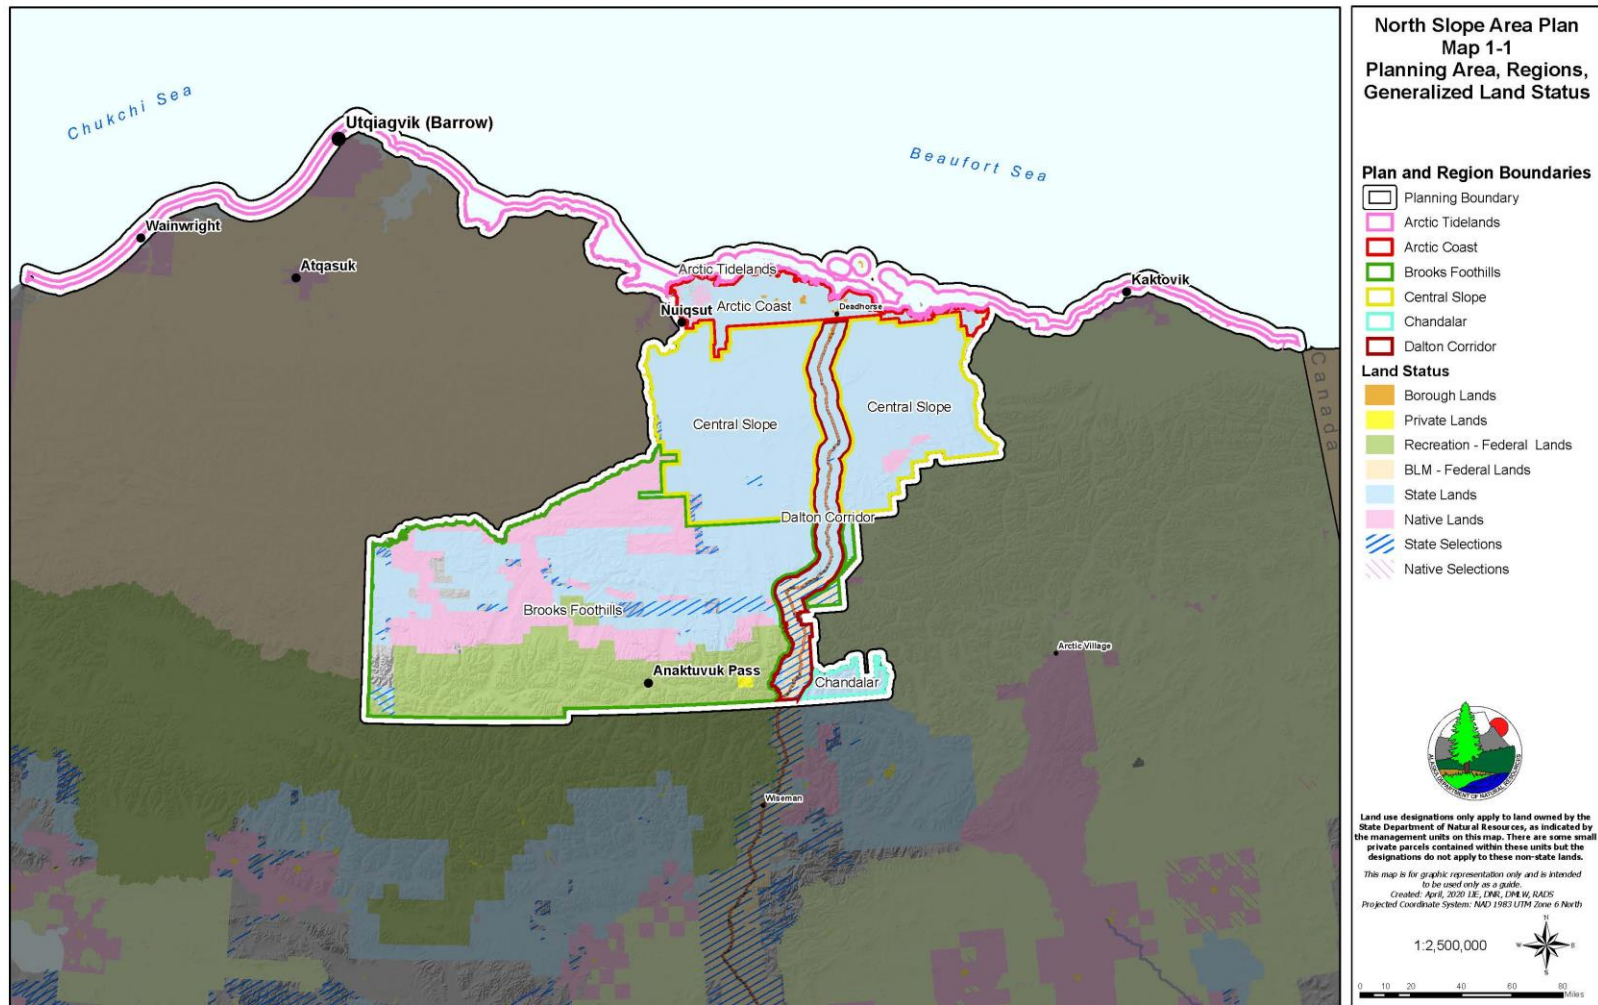 North Slope Area Plan
Map 1-1
Planning Area, Regions,
Generalized Land Status
Chukchi Sea
Utqiagvik (Barrow)
Beaufort Sea
Wainwright
Atqasuk
Arctic Tidelands
Kaktovik
Arctic Coast
Deadhorse
Nuiqsut
Canada
Central Slope
Central Slope
Dalton Corridor
Brooks Foothills
Arctic Village
Anaktuvuk Pass
Chandalar
Wiseman
Plan and Region Boundaries
Planning Boundary
Arctic Tidelands
Arctic Coast
Brooks Foothills
Central Slope
Chandalar
Dalton Corridor
Land Status
Borough Lands
Private Lands
Recreation - Federal Lands
BLM - Federal Lands
State Lands
Native Lands
State Selections
Native Selections
ALASKA DEPARTMENT OF NATURAL RESOURCES
Land use designations only apply to land owned by the
State Department of Natural Resources, as indicated by
the management units on this map. There are some small
private parcels contained within these units but the
designations do not apply to these non-state lands.
This map is for graphic representation only and is intended
to be used only as a guide.
Created: April, 2020 IJE, DNR, DMLW, RADS
Projected Coordinate System: NAD 1983 UTM Zone 6 North
1:2,500,000
N
W E
S
0 10 20 40 60 80
Miles